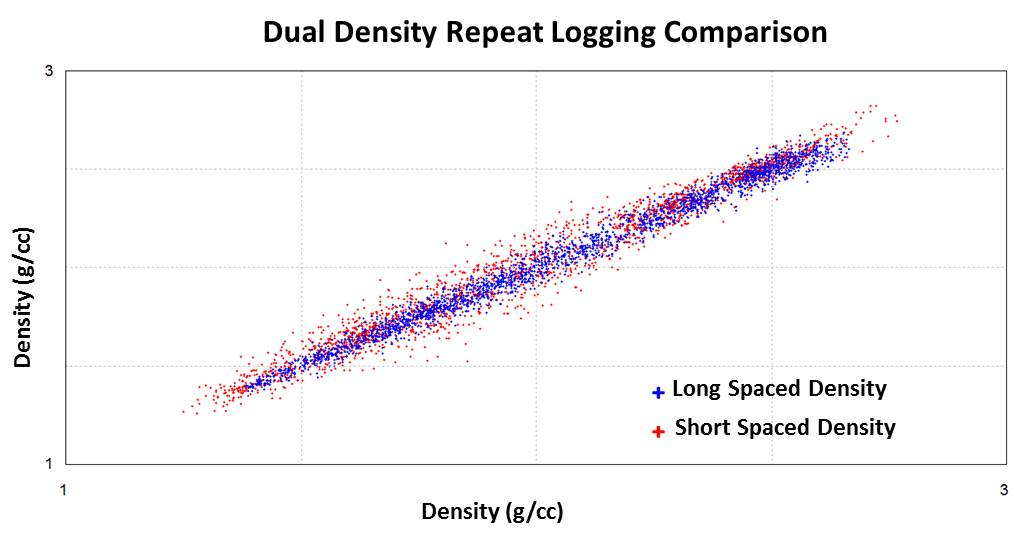 Dual Density Repeat Logging Comparison
3
Density (g/cc)
Long Spaced Density
Short Spaced Density
1
1
3
Density (g/cc)